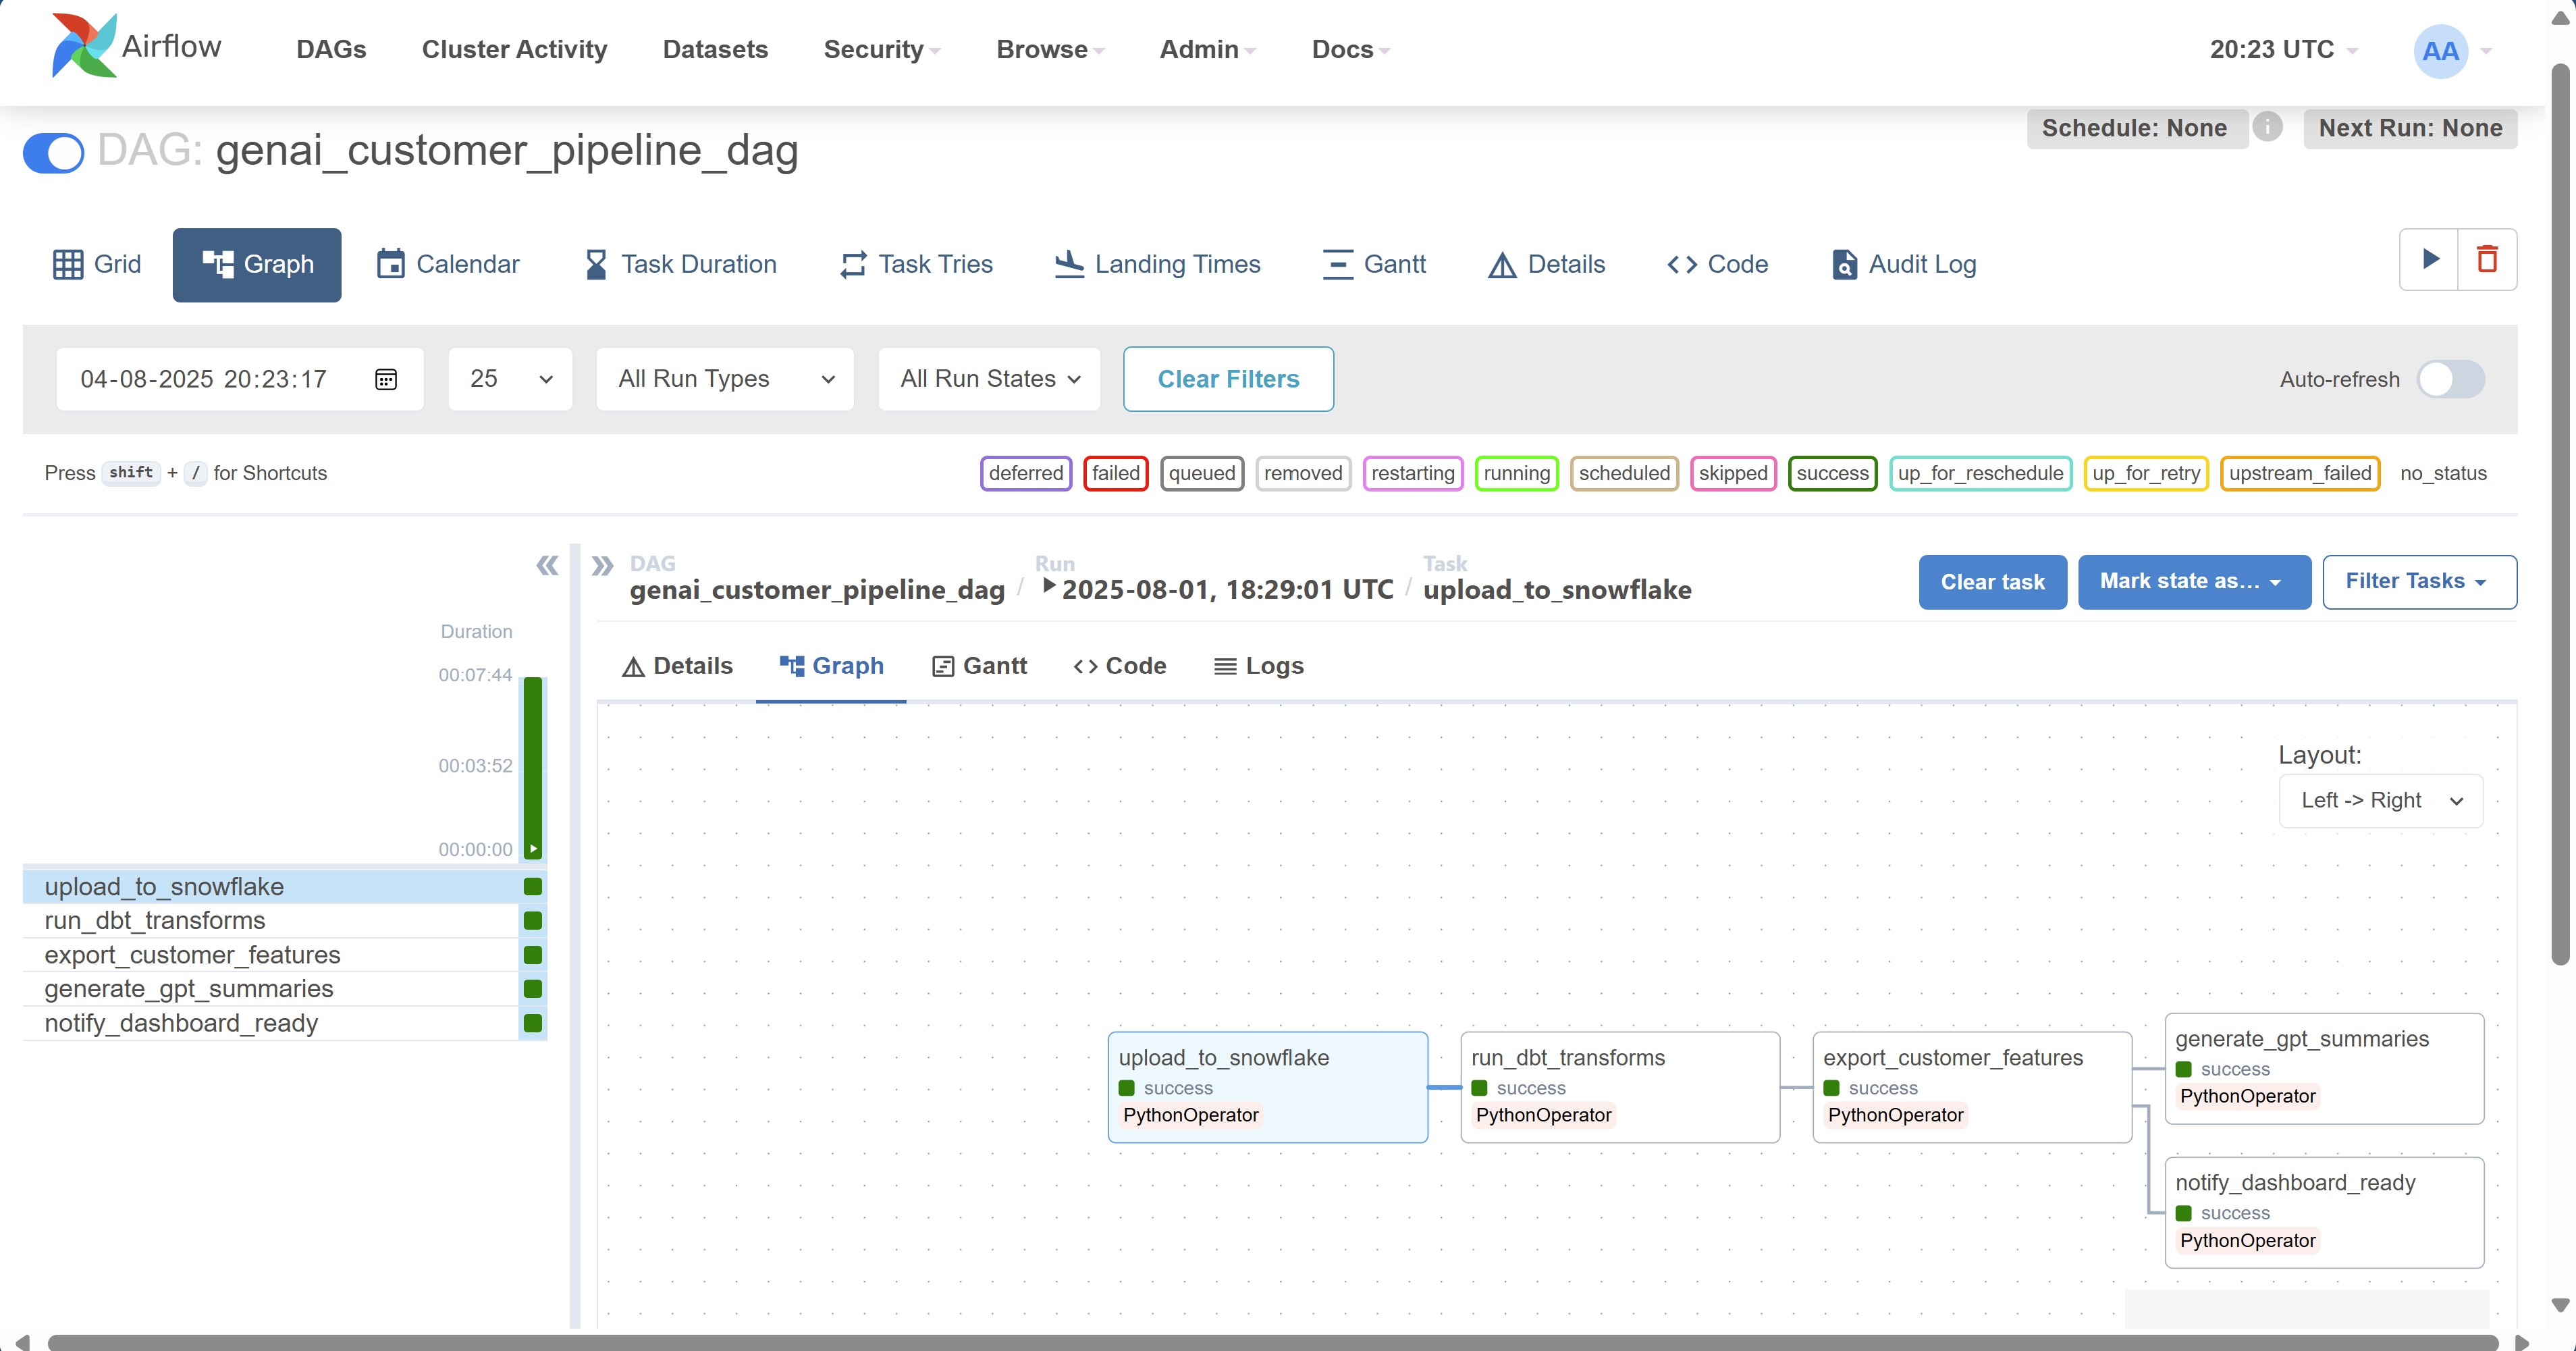 Airflow DAGs Cluster Activity Datasets Security Browse Admin Docs 20:23 UTC AA
Schedule: None i Next Run: None
DAG: genai_customer_pipeline_dag
Grid Graph Calendar Task Duration Task Tries Landing Times Gantt Details Code Audit Log
04-08-2025 20:23:17 25 All Run Types All Run States Clear Filters Auto-refresh
Press shift + / for Shortcuts deferred failed queued removed restarting running scheduled skipped success up_for_reschedule up_for_retry upstream_failed no_status
DAG Run Task
genai_customer_pipeline_dag / 2025-08-01, 18:29:01 UTC / upload_to_snowflake Clear task Mark state as… Filter Tasks
Duration
00:07:44
00:03:52
00:00:00
upload_to_snowflake
run_dbt_transforms
export_customer_features
generate_gpt_summaries
notify_dashboard_ready
Details Graph Gantt Code Logs
Layout:
Left -> Right
upload_to_snowflake
success
PythonOperator
run_dbt_transforms
success
PythonOperator
export_customer_features
success
PythonOperator
generate_gpt_summaries
success
PythonOperator
notify_dashboard_ready
success
PythonOperator